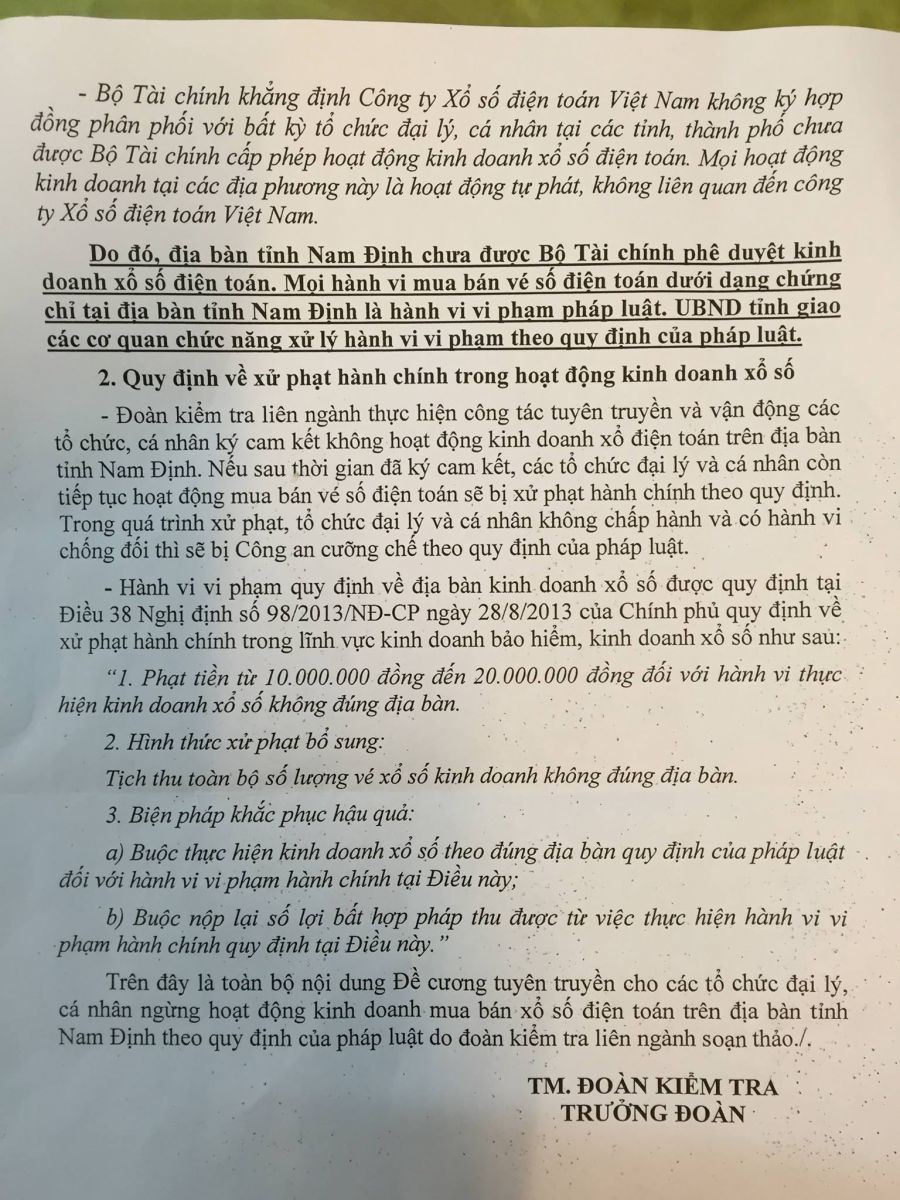 - Bộ Tài chính khẳng định Công ty Xổ số điện toán Việt Nam không ký hợp
đồng phân phối với bất kỳ tổ chức đại lý, cá nhân tại các tỉnh, thành phố chưa
được Bộ Tài chính cấp phép hoạt động kinh doanh xổ số điện toán. Mọi hoạt động
kinh doanh tại các địa phương này là hoạt động tự phát, không liên quan đến công
ty Xổ số điện toán Việt Nam.
Do đó, địa bàn tỉnh Nam Định chưa được Bộ Tài chính phê duyệt kinh
doanh xổ số điện toán. Mọi hành vi mua bán vé số điện toán dưới dạng chứng
chỉ tại địa bàn tỉnh Nam Định là hành vi vi phạm pháp luật. UBND tỉnh giao
các cơ quan chức năng xử lý hành vi vi phạm theo quy định của pháp luật.
2. Quy định về xử phạt hành chính trong hoạt động kinh doanh xổ số
- Đoàn kiểm tra liên ngành thực hiện công tác tuyên truyền và vận động các
tổ chức, cá nhân ký cam kết không hoạt động kinh doanh xổ điện toán trên địa bàn
tỉnh Nam Định. Nếu sau thời gian đã ký cam kết, các tổ chức đại lý và cá nhân còn
tiếp tục hoạt động mua bán vé số điện toán sẽ bị xử phạt hành chính theo quy định.
Trong quá trình xử phạt, tổ chức đại lý và cá nhân không chấp hành và có hành vi
chống đối thì sẽ bị Công an cưỡng chế theo quy định của pháp luật.
- Hành vi vi phạm quy định về địa bàn kinh doanh xổ số được quy định tại
Điều 38 Nghị định số 98/2013/NĐ-CP ngày 28/8/2013 của Chính phủ quy định về
xử phạt hành chính trong lĩnh vực kinh doanh bảo hiểm, kinh doanh xổ số như sau:
“1. Phạt tiền từ 10.000.000 đồng đến 20.000.000 đồng đối với hành vi thực
hiện kinh doanh xổ số không đúng địa bàn.
2. Hình thức xử phạt bổ sung:
Tịch thu toàn bộ số lượng vé xổ số kinh doanh không đúng địa bàn.
3. Biện pháp khắc phục hậu quả:
a) Buộc thực hiện kinh doanh xổ số theo đúng địa bàn quy định của pháp luật
đối với hành vi vi phạm hành chính tại Điều này;
b) Buộc nộp lại số lợi bất hợp pháp thu được từ việc thực hiện hành vi vi
phạm hành chính quy định tại Điều này.”
Trên đây là toàn bộ nội dung Đề cương tuyên truyền cho các tổ chức đại lý,
cá nhân ngừng hoạt động kinh doanh mua bán xổ số điện toán trên địa bàn tỉnh
Nam Định theo quy định của pháp luật do đoàn kiểm tra liên ngành soạn thảo./.
TM. ĐOÀN KIỂM TRA
TRƯỞNG ĐOÀN